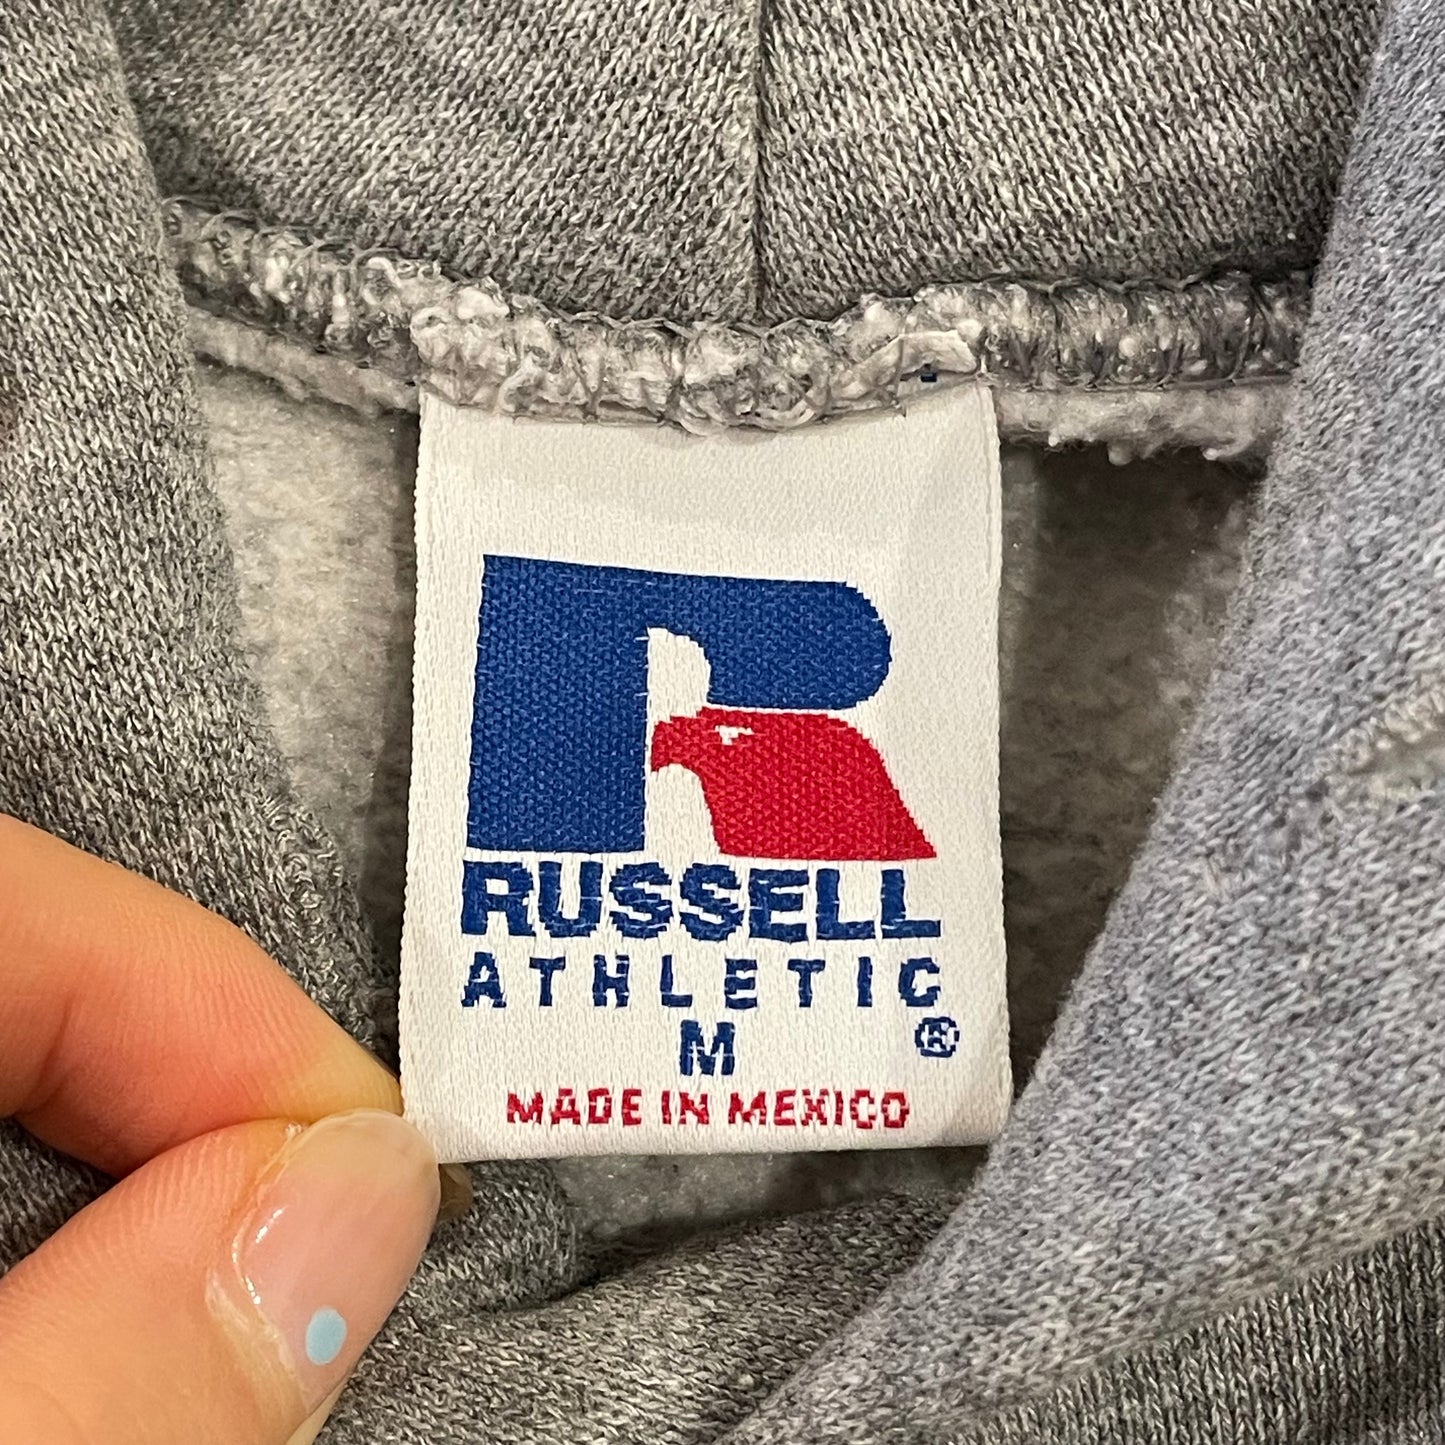 RUSSELL
ATHLETIC
M ®
MADE IN MEXICO